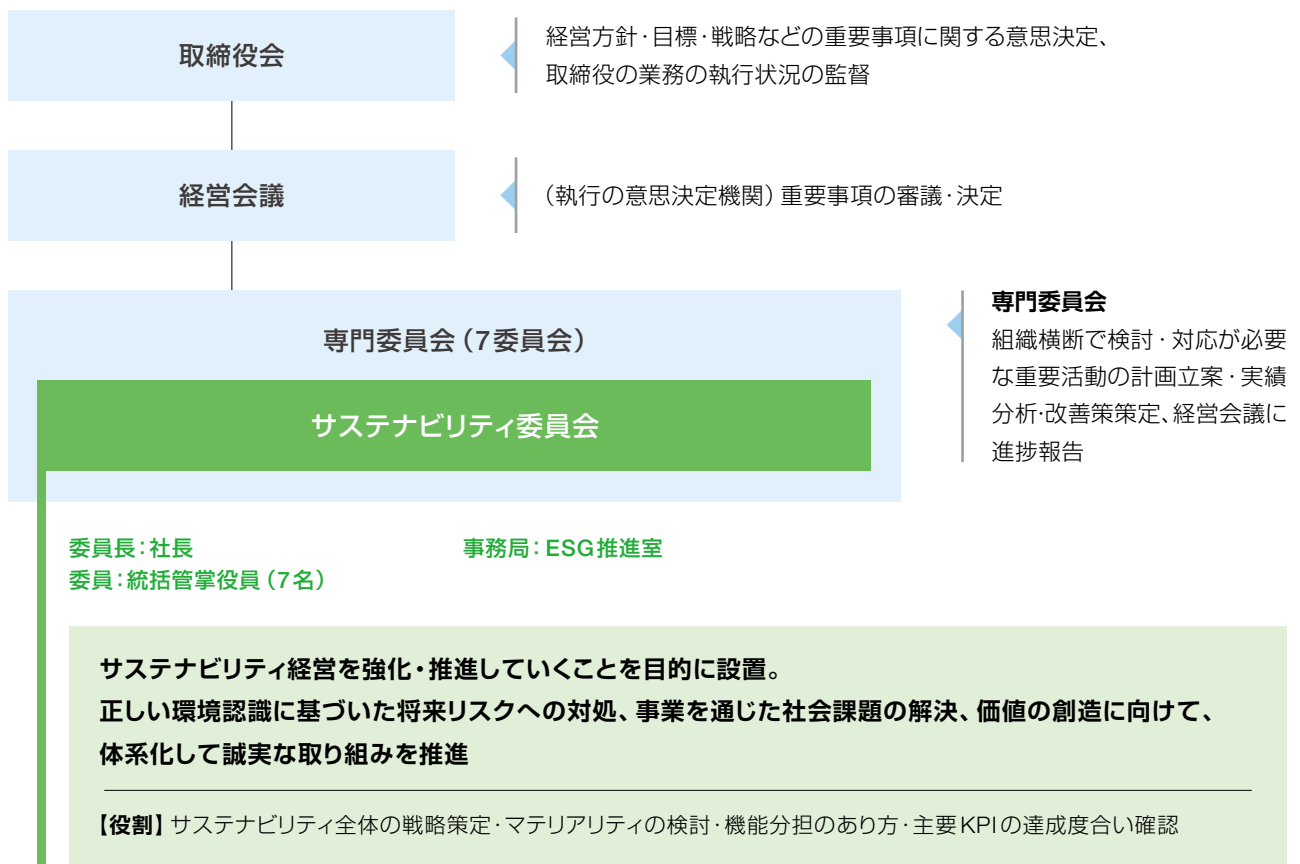 取締役会
経営方針・目標・戦略などの重要事項に関する意思決定、
取締役の業務の執行状況の監督
経営会議
（執行の意思決定機関）重要事項の審議・決定
専門委員会（7委員会）
サステナビリティ委員会
専門委員会
組織横断で検討・対応が必要
な重要活動の計画立案・実績
分析・改善策策定、経営会議に
進捗報告
委員長：社長
委員：統括管掌役員（7名）
事務局：ESG推進室
サステナビリティ経営を強化・推進していくことを目的に設置。
正しい環境認識に基づいた将来リスクへの対処、事業を通じた社会課題の解決、価値の創造に向けて、
体系化して誠実な取り組みを推進
【役割】サステナビリティ全体の戦略策定・マテリアリティの検討・機能分担のあり方・主要KPIの達成度合い確認